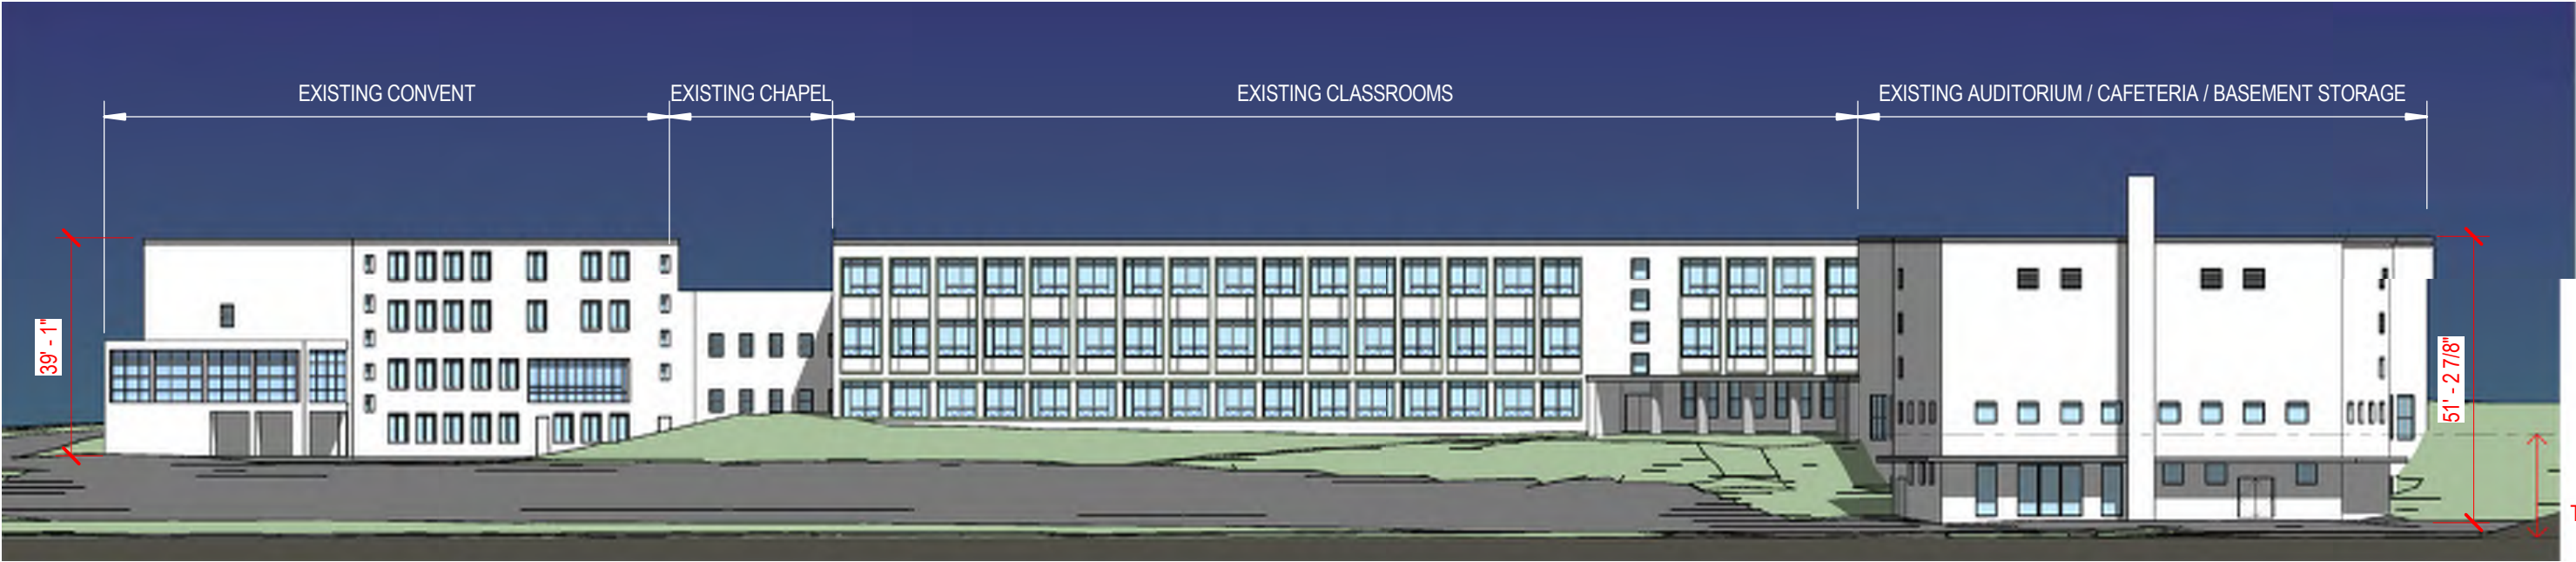 EXISTING CONVENT
EXISTING CHAPEL
EXISTING CLASSROOMS
EXISTING AUDITORIUM / CAFETERIA / BASEMENT STORAGE
39' - 1"
51' - 2 7/8"